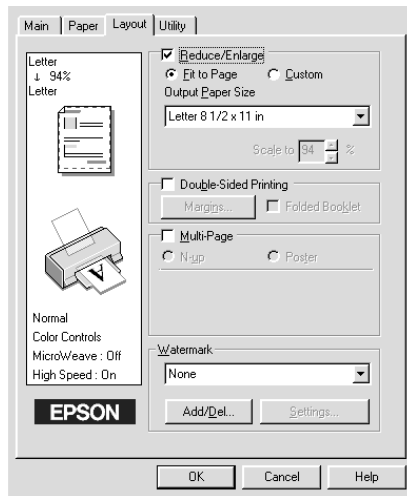 Main Paper Layout Utility
Letter
↓ 94%
Letter
A
Normal
Color Controls
MicroWeave : Off
High Speed : On
EPSON
Reduce/Enlarge
Fit to Page Custom
Output Paper Size
Letter 8 1/2 x 11 in
Scale to 94 %
Double-Sided Printing
Margins... Folded Booklet
Multi-Page
N-up Poster
Watermark
None
Add/Del... Settings...
OK Cancel Help